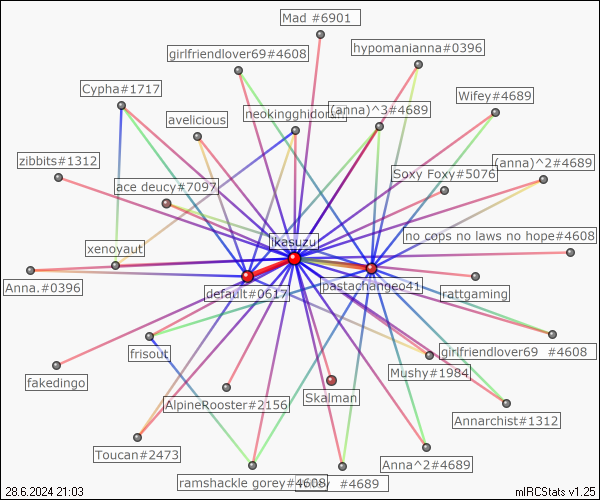 Mad #6901
girlfriendlover69#4608
hypomanianna#0396
Cypha#1717
Wifey#4689
avelicious
(anna)^3#4689
zibbits#1312
Soxy Foxy#5076
(anna)^2#4689
ace deucy#7097
no cops no laws no hope#4608
xenoyaut
ikesuzu
Anna.#0396
default#0617
pastachangeo41
rattgaming
frisout
girlfriendlover69 #4608
fakedingo
Mushy#1984
AlpineRooster#2156
Skalman
Annarchist#1312
Toucan#2473
Anna^2#4689
ramshackle gorey#4608
#4689
28.6.2024 21:03
mIRCStats v1.25